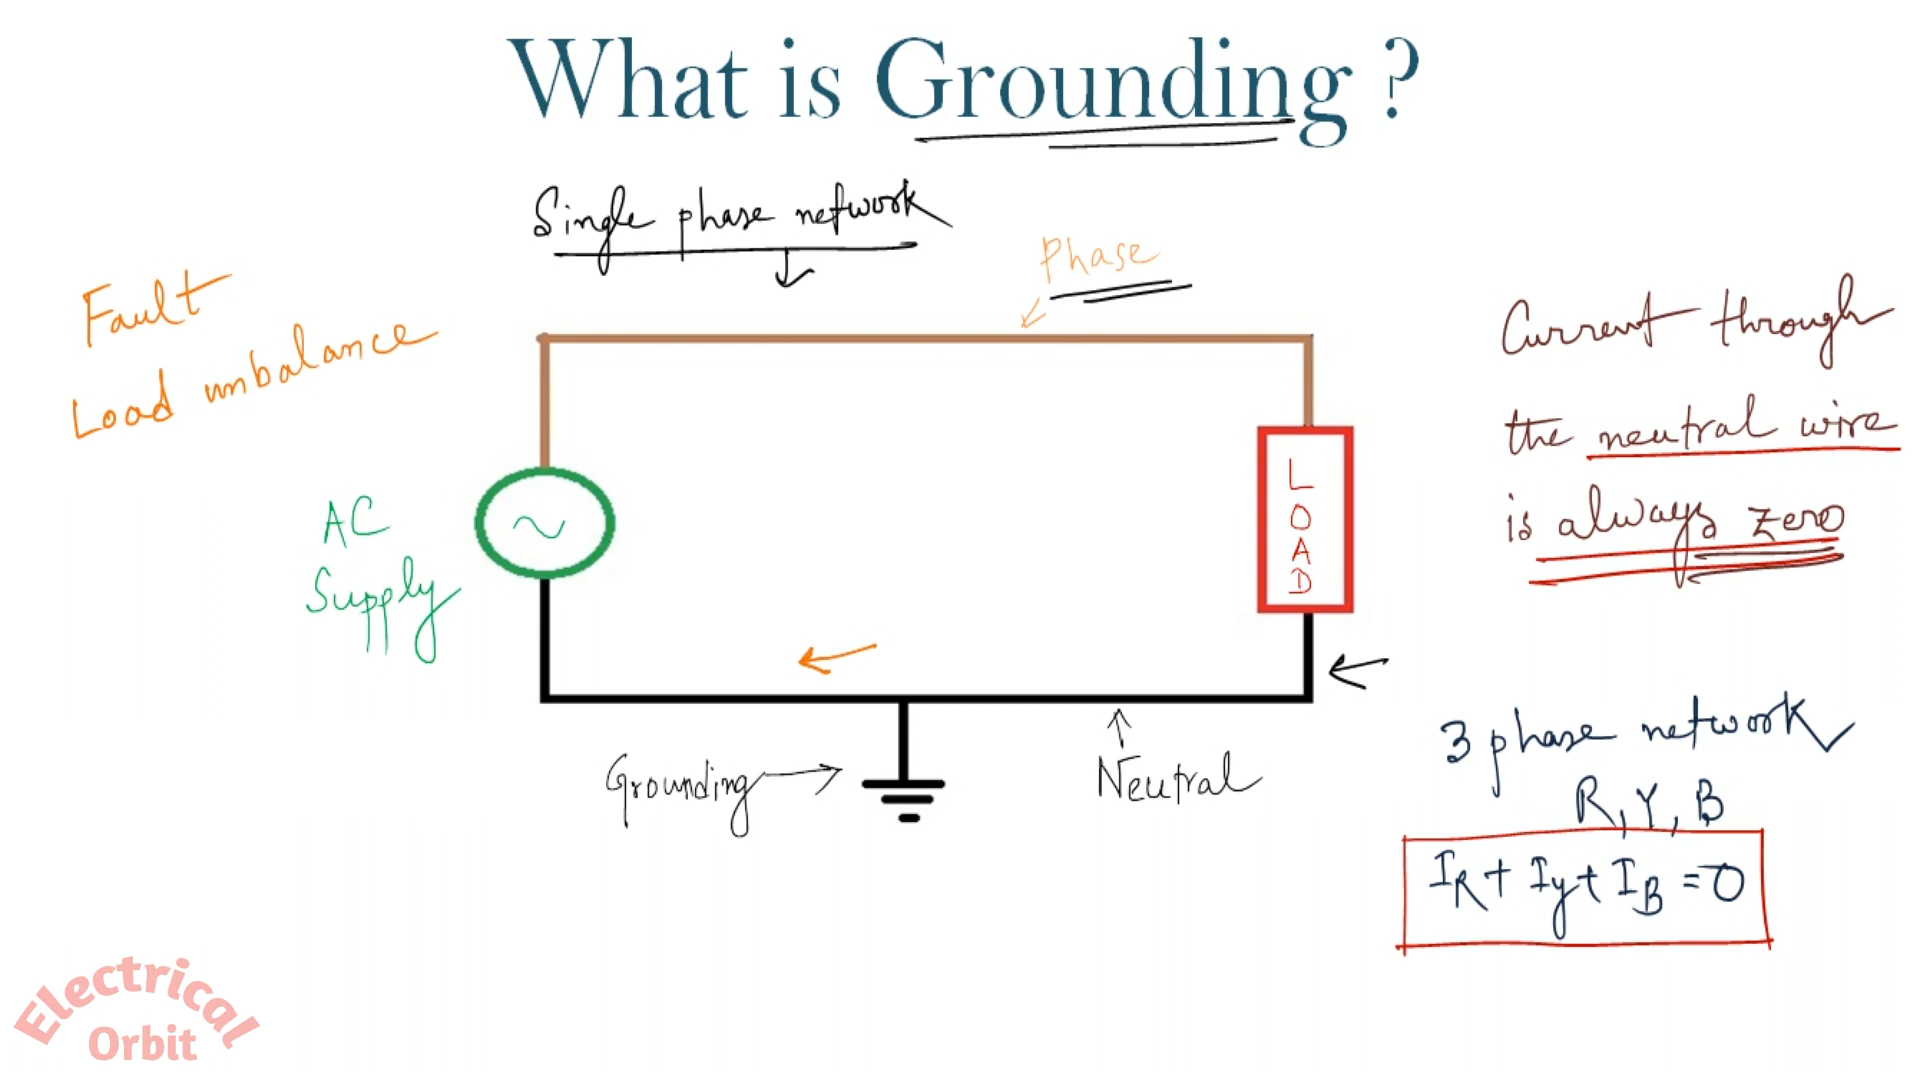 What is Grounding ?
Single phase network
Phase
Fault
Load unbalance
Current through
the neutral wire
is always zero
AC
Supply
LOAD
Grounding
Neutral
3 phase network
R, Y, B
IR + Iy + IB = 0
Electrical
Orbit